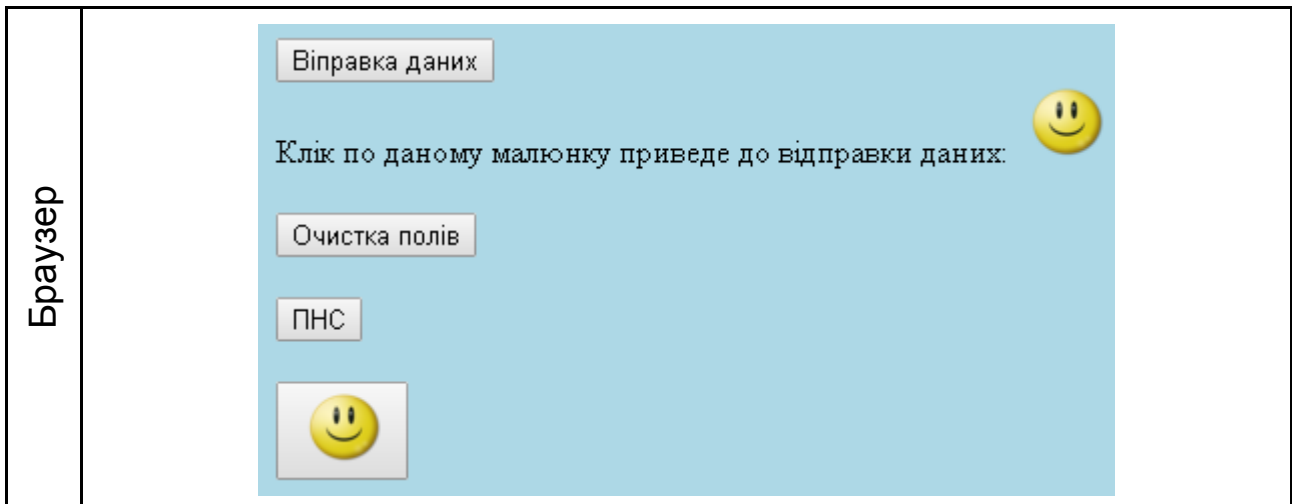 Браузер
Віправка даних
Клік по даному малюнку приведе до відправки даних:
Очистка полів
ПНС